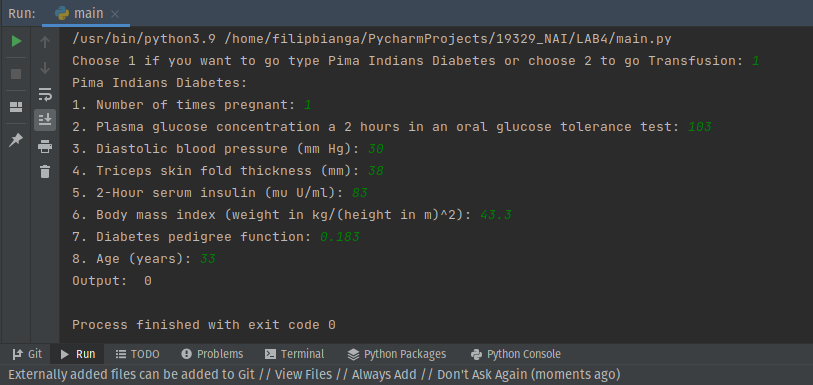 Run: main
/usr/bin/python3.9 /home/filipbianga/PycharmProjects/19329_NAI/LAB4/main.py
Choose 1 if you want to go type Pima Indians Diabetes or choose 2 to go Transfusion: 1
Pima Indians Diabetes:
1. Number of times pregnant: 1
2. Plasma glucose concentration a 2 hours in an oral glucose tolerance test: 103
3. Diastolic blood pressure (mm Hg): 30
4. Triceps skin fold thickness (mm): 38
5. 2-Hour serum insulin (mu U/ml): 83
6. Body mass index (weight in kg/(height in m)^2): 43.3
7. Diabetes pedigree function: 0.183
8. Age (years): 33
Output:  0
Process finished with exit code 0
Git Run TODO Problems Terminal Python Packages Python Console
Externally added files can be added to Git // View Files // Always Add // Don't Ask Again (moments ago)